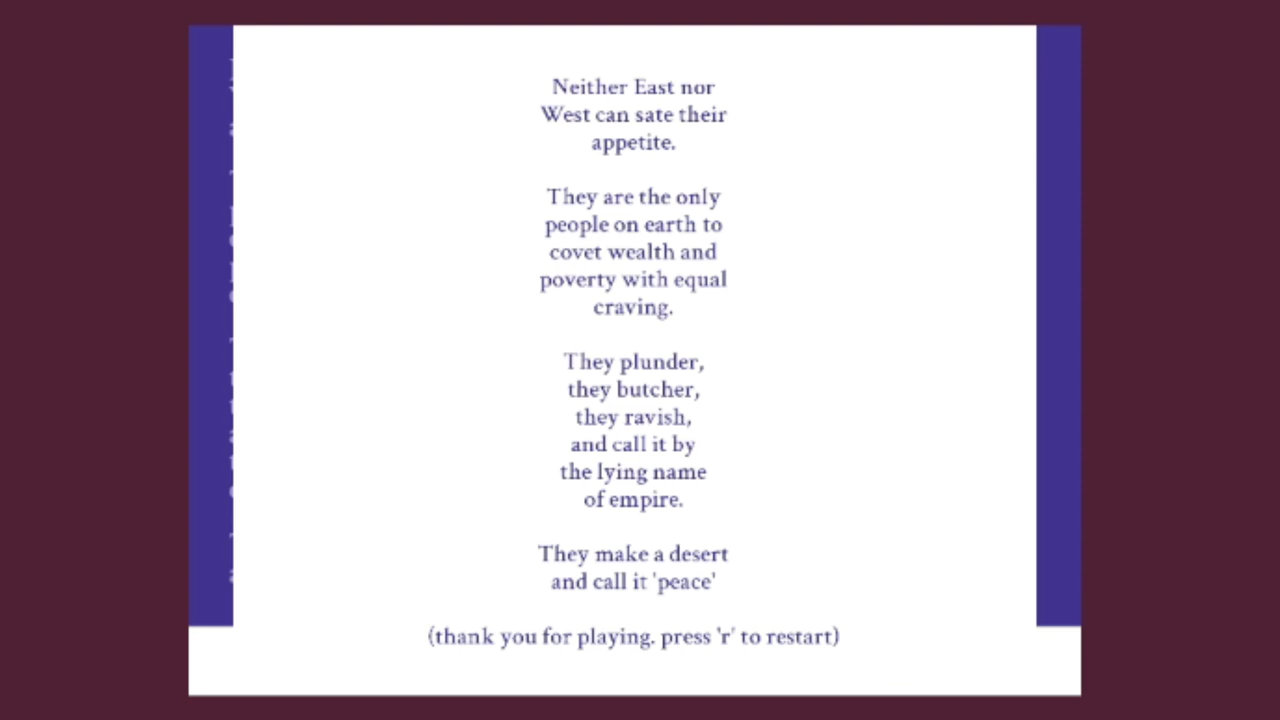 Neither East nor
West can sate their
appetite.
They are the only
people on earth to
covet wealth and
poverty with equal
craving.
They plunder,
they butcher,
they ravish,
and call it by
the lying name
of empire.
They make a desert
and call it 'peace'
(thank you for playing. press 'r' to restart)